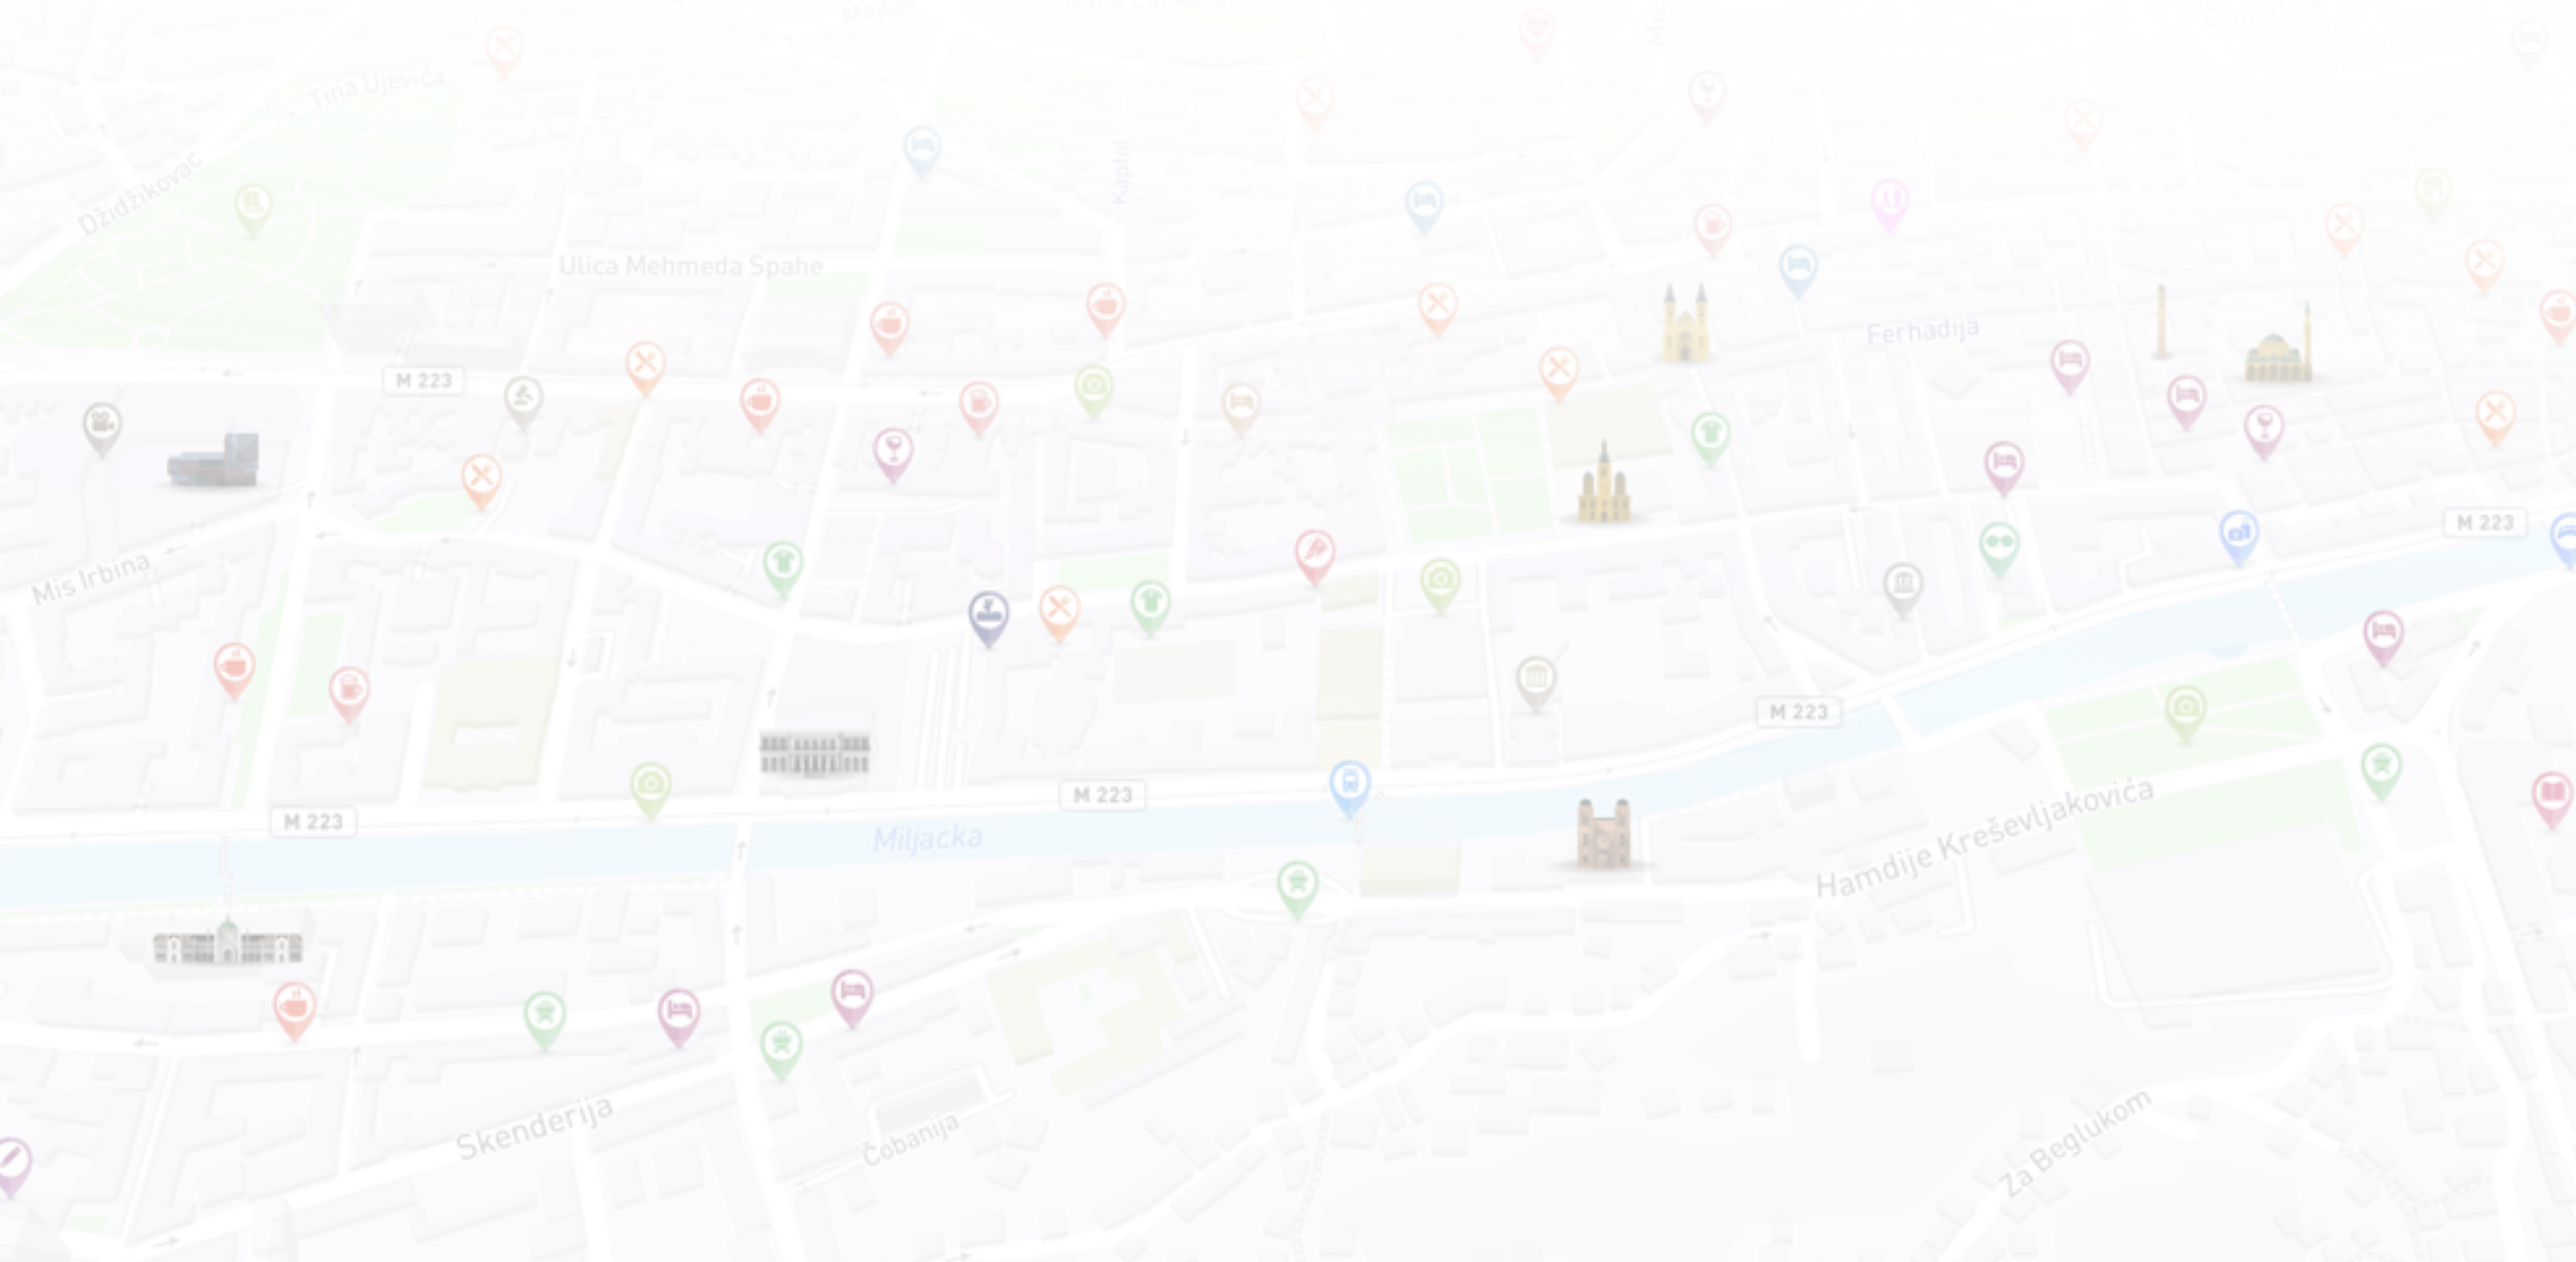 Mejtaš
Tina Ujevića
Džidžikovac
Kaptol
Ulica Mehmeda Spahe
Ferhadija
M 223
M 223
Mis Irbina
M 223
M 223
M 223
Miljacka
Hamdije Kreševljakovića
Skenderija
Čobanija
Za Beglukom